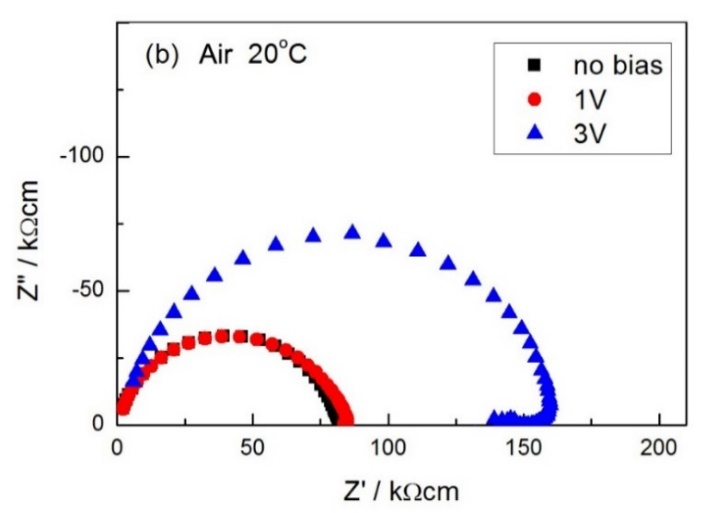 (b) Air 20°C
no bias
1V
3V
-100
-50
0
Z" / kΩcm
0 50 100 150 200
Z' / kΩcm